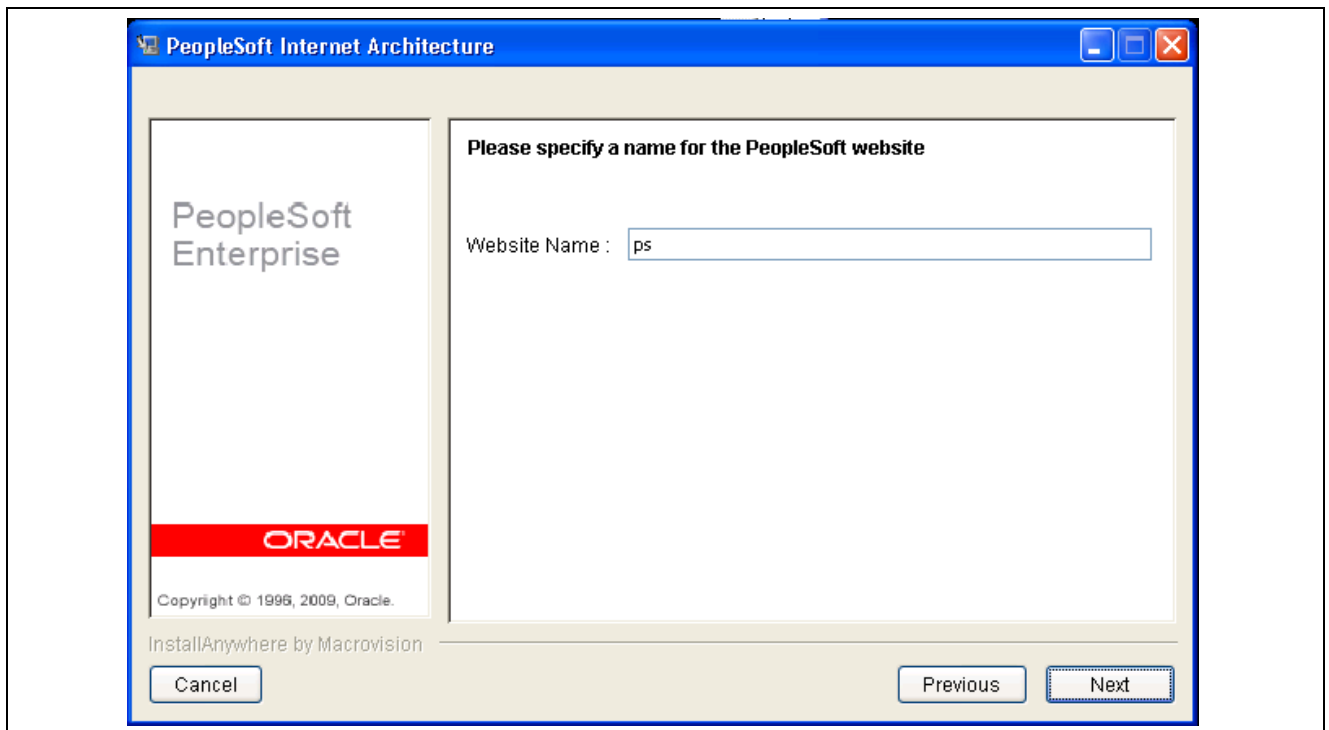 PeopleSoft Internet Architecture
PeopleSoft
Enterprise
ORACLE
Copyright © 1996, 2009, Oracle.
Please specify a name for the PeopleSoft website
Website Name : ps
InstallAnywhere by Macrovision
Cancel Previous Next